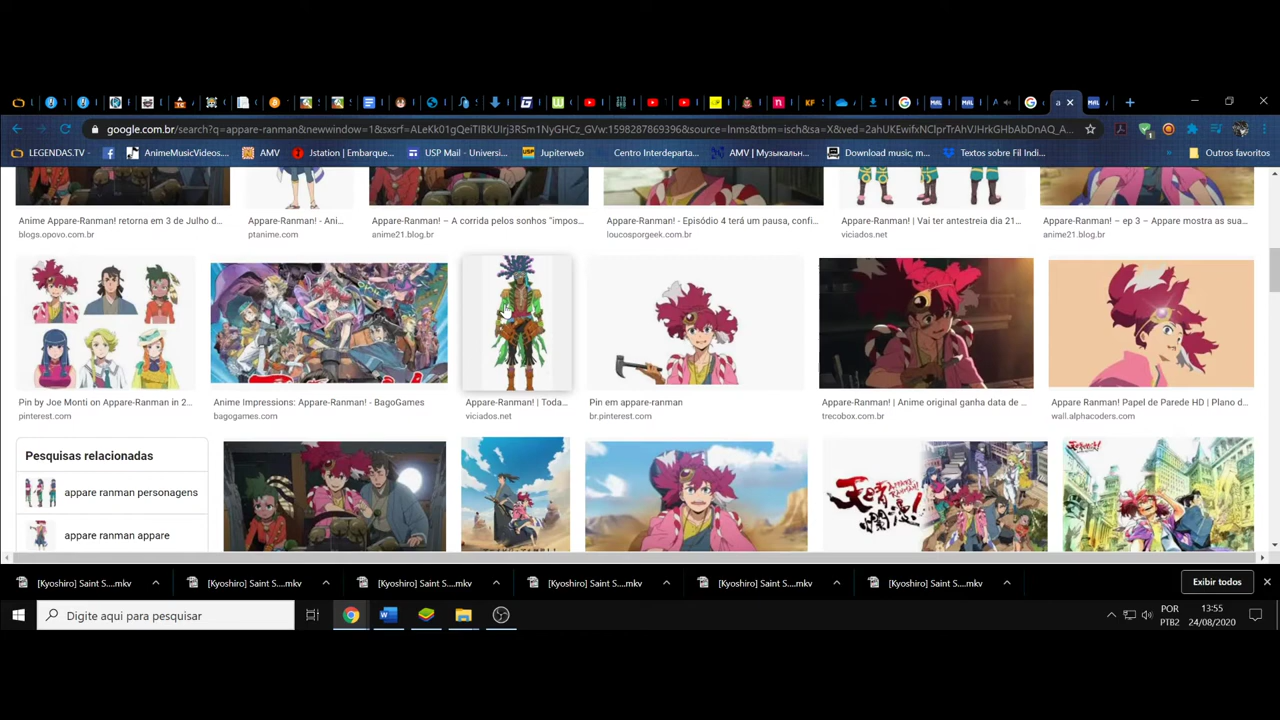 a
google.com.br/search?q=appare-ranman&newwindow=1&sxsrf=ALeKk01gQeiTIBKUIrj3RSm1NyGHCz_GVw:1598287869396&source=lnms&tbm=isch&sa=X&ved=2ahUKEwifxNClprTrAhVJHrkGHbAbDnAQ_A...
LEGENDAS.TV
AnimeMusicVideos....
AMV
Jstation | Embarque...
USP Mail - Universi...
Jupiterweb
Centro Interdeparta...
AMV | Музыкальн...
Download music, m...
Textos sobre Fil Indi...
Outros favoritos
Anime Appare-Ranman! retorna em 3 de Julho d...
blogs.opovo.com.br
Appare-Ranman! - Ani...
ptanime.com
Appare-Ranman! – A corrida pelos sonhos "impos...
anime21.blog.br
Appare-Ranman! - Episódio 4 terá um pausa, confi...
loucosporgeek.com.br
Appare-Ranman! | Vai ter antestreia dia 21...
viciados.net
Appare-Ranman! – ep 3 – Appare mostra as sua...
anime21.blog.br
Pin by Joe Monti on Appare-Ranman in 2...
pinterest.com
Anime Impressions: Appare-Ranman! - BagoGames
bagogames.com
Appare-Ranman! | Toda...
viciados.net
Pin em appare-ranman
br.pinterest.com
Appare-Ranman! | Anime original ganha data de ...
trecobox.com.br
Appare Ranman! Papel de Parede HD | Plano d...
wall.alphacoders.com
Pesquisas relacionadas
appare ranman personagens
appare ranman appare
天晴爛漫!
APPARE RANMAN!
[Kyoshiro] Saint S....mkv
[Kyoshiro] Saint S....mkv
[Kyoshiro] Saint S....mkv
[Kyoshiro] Saint S....mkv
[Kyoshiro] Saint S....mkv
[Kyoshiro] Saint S....mkv
Exibir todos
Digite aqui para pesquisar
POR
PTB2
13:55
24/08/2020